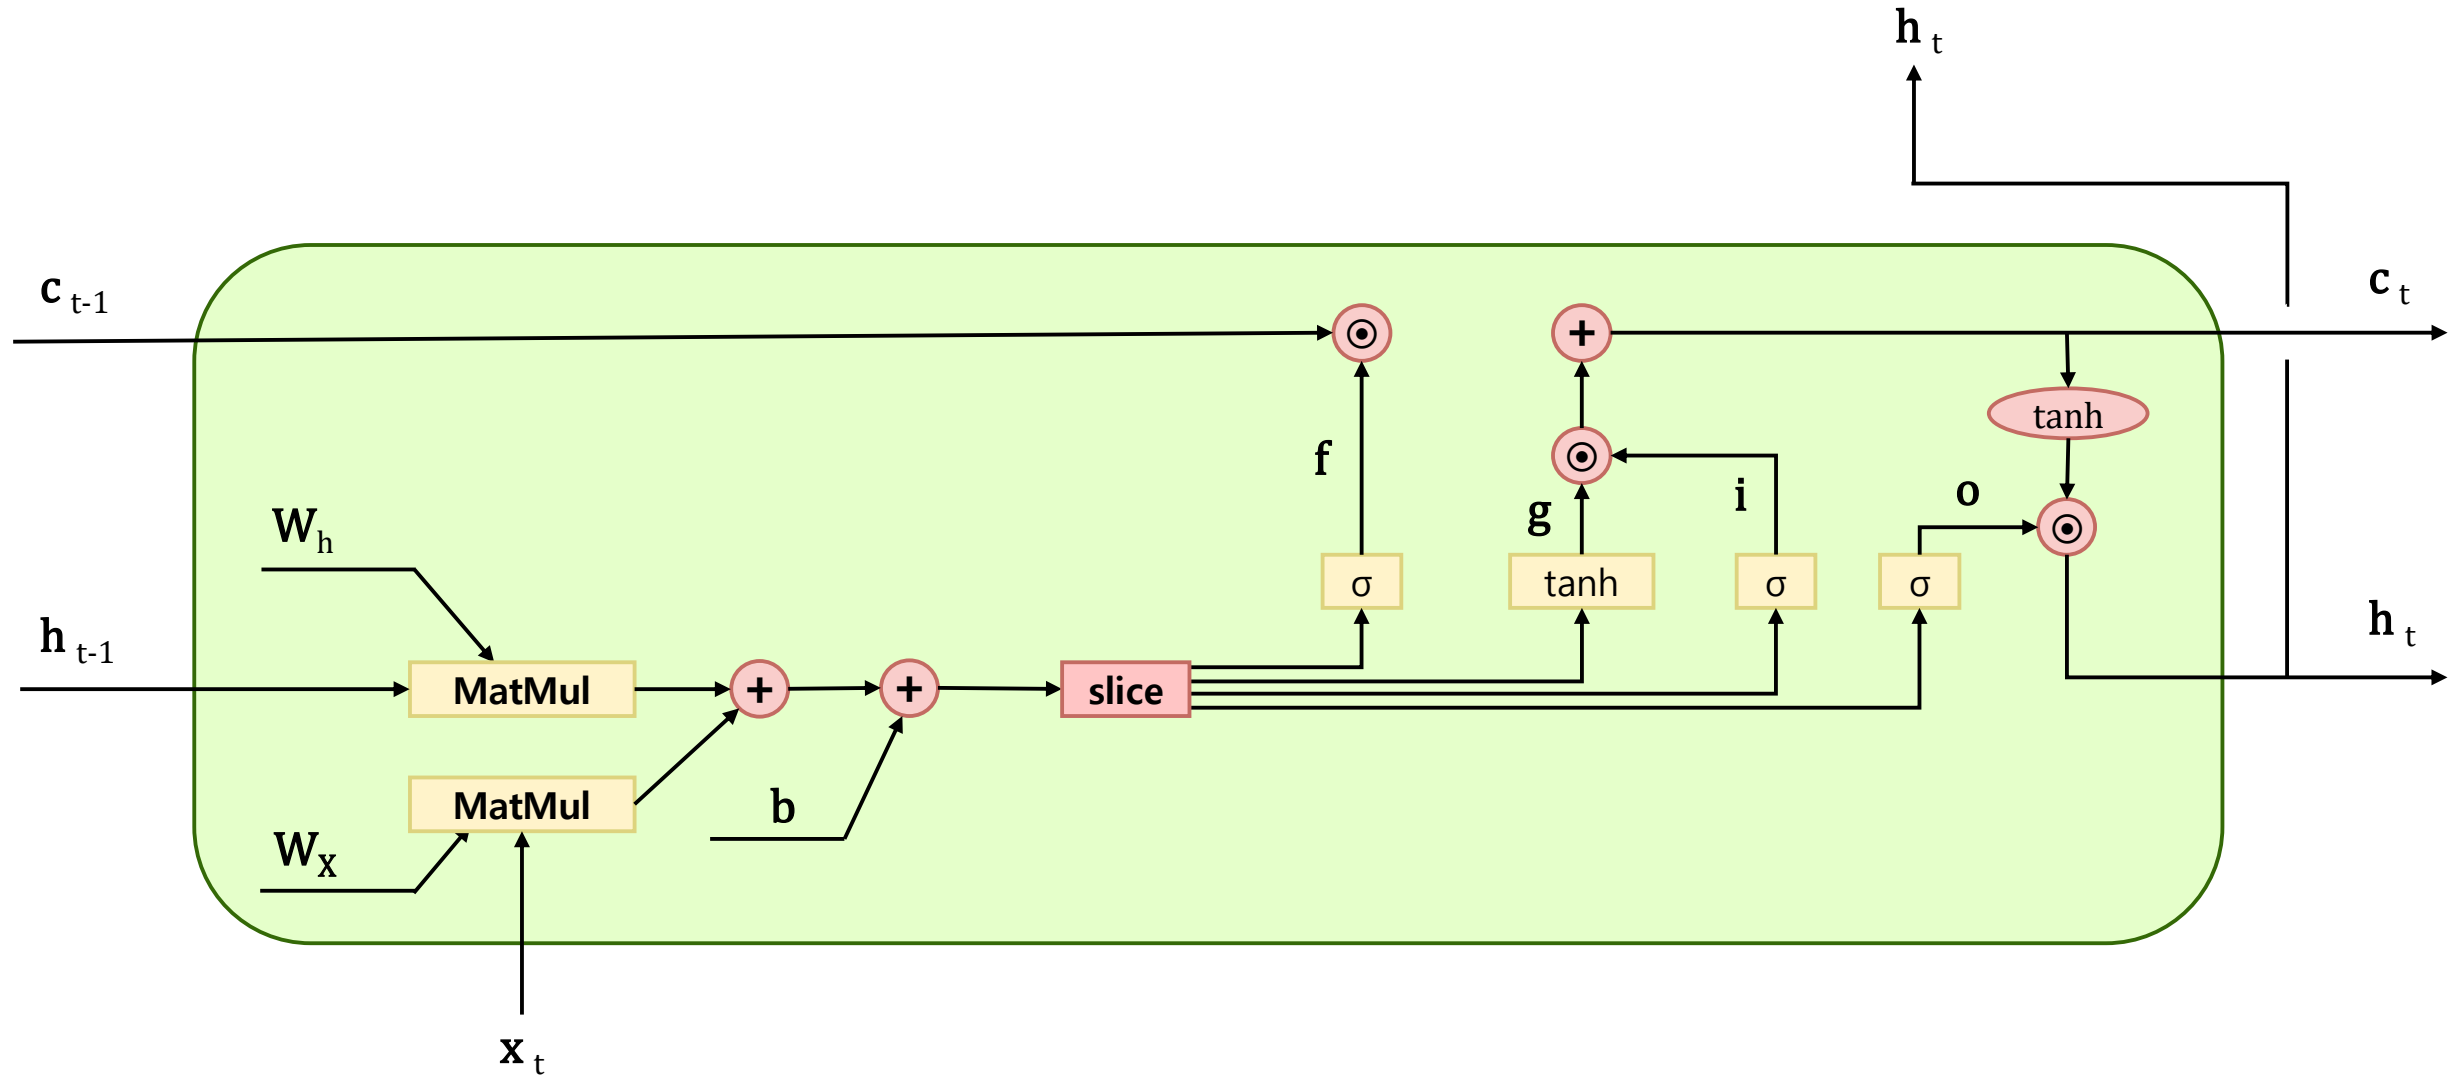 h t
c t-1
c t
+
tanh
f
g
i
o
W h
σ
tanh
σ
σ
h t-1
h t
MatMul
+
+
slice
MatMul
b
W X
x t